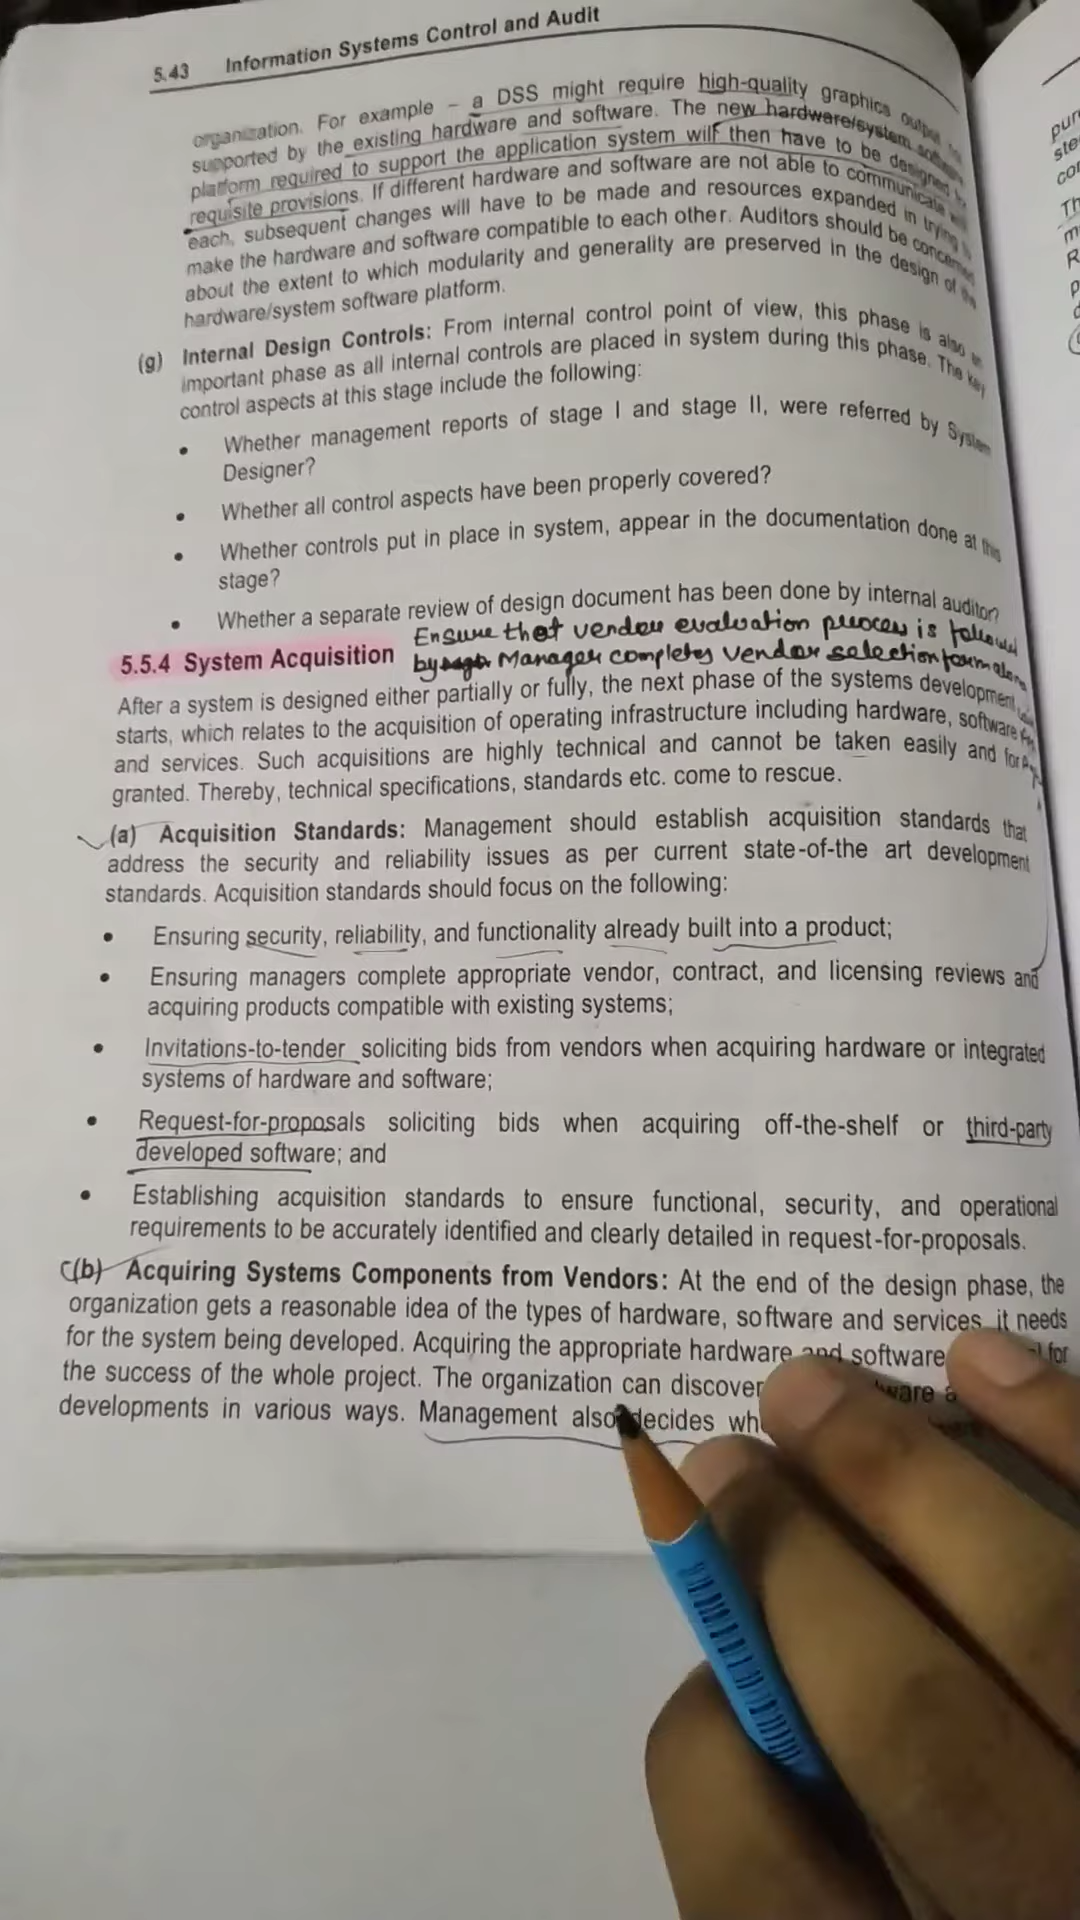 5.43 Information Systems Control and Audit
organization. For example – a DSS might require high-quality graphics output
supported by the existing hardware and software. The new hardware/system software
platform required to support the application system will then have to be designed
requisite provisions. If different hardware and software are not able to communicate with
each, subsequent changes will have to be made and resources expanded in trying to
make the hardware and software compatible to each other. Auditors should be concerned
about the extent to which modularity and generality are preserved in the design of the
hardware/system software platform.
(g) Internal Design Controls: From internal control point of view, this phase is also an
important phase as all internal controls are placed in system during this phase. The key
control aspects at this stage include the following:
• Whether management reports of stage I and stage II, were referred by System
Designer?
• Whether all control aspects have been properly covered?
• Whether controls put in place in system, appear in the documentation done at this
stage?
• Whether a separate review of design document has been done by internal auditor?
Ensure that vendor evaluation process is followed
5.5.4 System Acquisition by Manager completes vendor selection
After a system is designed either partially or fully, the next phase of the systems development
starts, which relates to the acquisition of operating infrastructure including hardware, software
and services. Such acquisitions are highly technical and cannot be taken easily and for
granted. Thereby, technical specifications, standards etc. come to rescue.
(a) Acquisition Standards: Management should establish acquisition standards that
address the security and reliability issues as per current state-of-the art development
standards. Acquisition standards should focus on the following:
• Ensuring security, reliability, and functionality already built into a product;
• Ensuring managers complete appropriate vendor, contract, and licensing reviews and
acquiring products compatible with existing systems;
• Invitations-to-tender soliciting bids from vendors when acquiring hardware or integrated
systems of hardware and software;
• Request-for-proposals soliciting bids when acquiring off-the-shelf or third-party
developed software; and
• Establishing acquisition standards to ensure functional, security, and operational
requirements to be accurately identified and clearly detailed in request-for-proposals.
(b) Acquiring Systems Components from Vendors: At the end of the design phase, the
organization gets a reasonable idea of the types of hardware, software and services, it needs
for the system being developed. Acquiring the appropriate hardware and software for
the success of the whole project. The organization can discover
developments in various ways. Management also decides